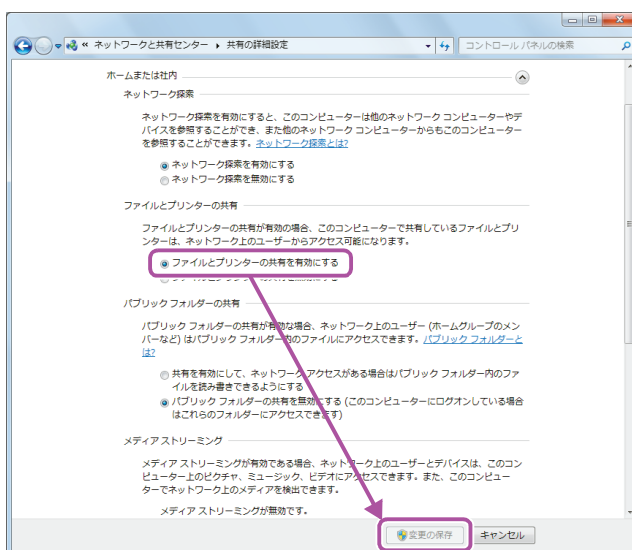 « ネットワークと共有センター ▸ 共有の詳細設定
コントロール パネルの検索
ホームまたは社内
ネットワーク探索
ネットワーク探索を有効にすると、このコンピューターは他のネットワーク コンピューターやデ
バイスを参照することができ、また他のネットワーク コンピューターからもこのコンピューター
を参照することができます。ネットワーク探索とは?
ネットワーク探索を有効にする
ネットワーク探索を無効にする
ファイルとプリンターの共有
ファイルとプリンターの共有が有効の場合、このコンピューターで共有しているファイルとプリ
ンターは、ネットワーク上のユーザーからアクセス可能になります。
ファイルとプリンターの共有を有効にする
パブリック フォルダーの共有
パブリック フォルダーの共有が有効な場合、ネットワーク上のユーザー (ホームグループのメン
バーなど) はパブリック フォルダー内のファイルにアクセスできます。パブリック フォルダーと
は?
共有を有効にして、ネットワーク アクセスがある場合はパブリック フォルダー内のファ
イルを読み書きできるようにする
パブリック フォルダーの共有を無効にする (このコンピューターにログオンしている場合
はこれらのフォルダーにアクセスできます)
メディア ストリーミング
メディア ストリーミングが有効である場合、ネットワーク上のユーザーとデバイスは、このコン
ピューター上のピクチャ、ミュージック、ビデオにアクセスできます。また、このコンピュー
ターでネットワーク上のメディアを検出できます。
メディア ストリーミングが無効です。
変更の保存
キャンセル